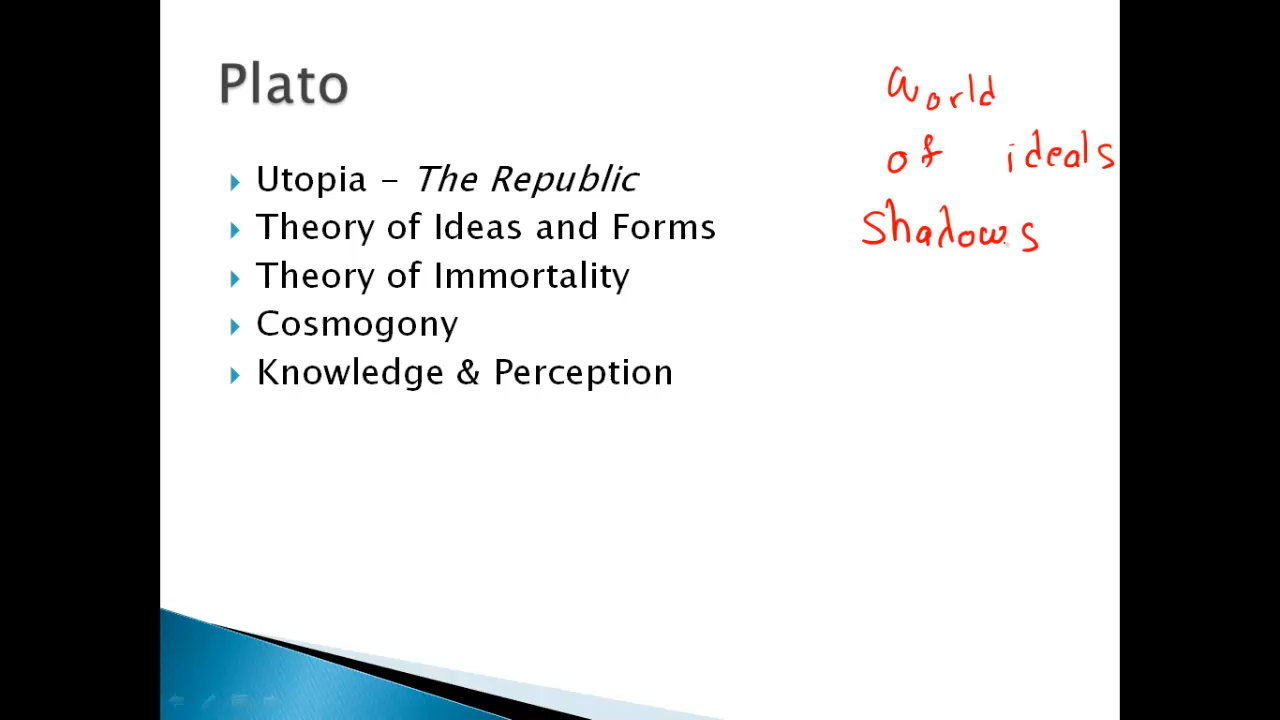 Plato
Utopia – The Republic
Theory of Ideas and Forms
Theory of Immortality
Cosmogony
Knowledge & Perception
World
of ideals
Shadows